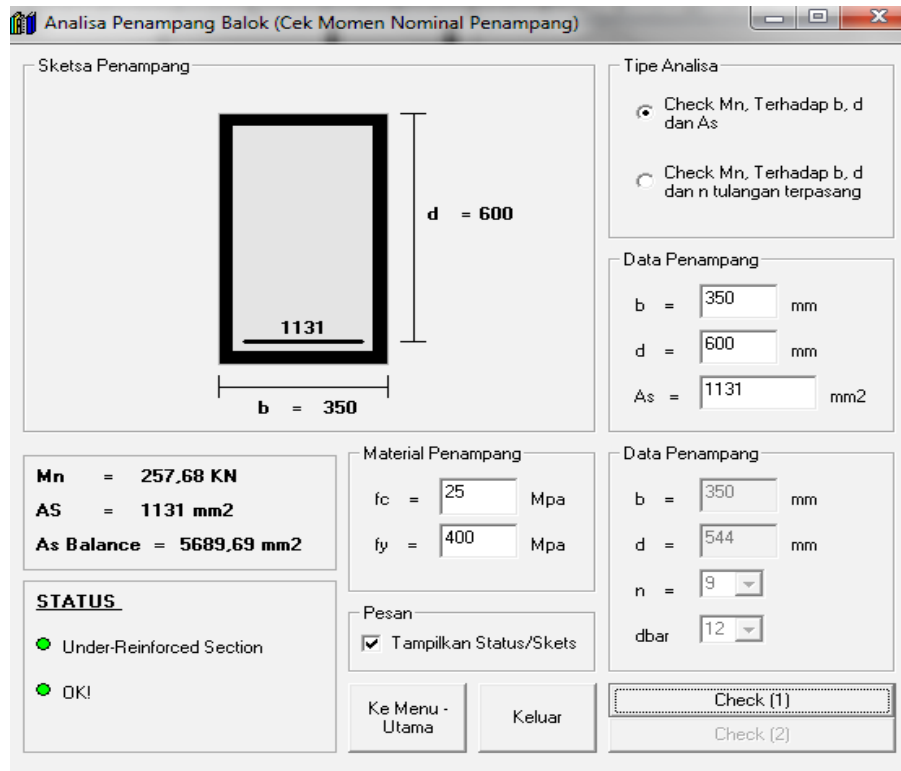 Analisa Penampang Balok (Cek Momen Nominal Penampang)
Sketsa Penampang
d = 600
1131
b = 350
Tipe Analisa
Check Mn, Terhadap b, d
dan As
Check Mn, Terhadap b, d
dan n tulangan terpasang
Data Penampang
b = 350 mm
d = 600 mm
As = 1131 mm2
Mn = 257,68 KN
AS = 1131 mm2
As Balance = 5689,69 mm2
STATUS
Under-Reinforced Section
OK!
Material Penampang
fc = 25 Mpa
fy = 400 Mpa
Pesan
Tampilkan Status/Skets
Ke Menu -
Utama
Keluar
Data Penampang
b = 350 mm
d = 544 mm
n = 9
dbar 12
Check (1)
Check (2)